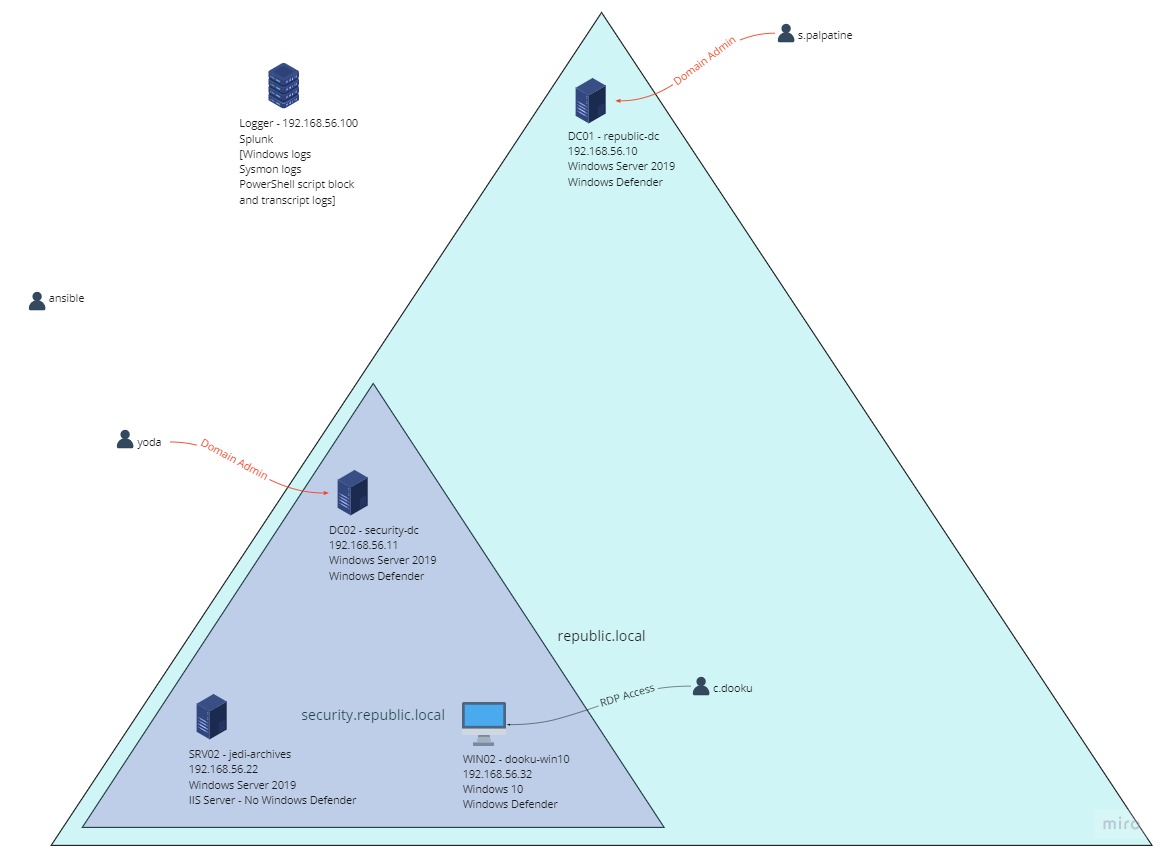 s.palpatine
Domain Admin
DC01 - republic-dc
192.168.56.10
Windows Server 2019
Windows Defender
Logger - 192.168.56.100
Splunk
[Windows logs
Sysmon logs
PowerShell script block
and transcript logs]
ansible
yoda
Domain Admin
DC02 - security-dc
192.168.56.11
Windows Server 2019
Windows Defender
republic.local
c.dooku
RDP Access
security.republic.local
SRV02 - jedi-archives
192.168.56.22
Windows Server 2019
IIS Server - No Windows Defender
WIN02 - dooku-win10
192.168.56.32
Windows 10
Windows Defender
miro